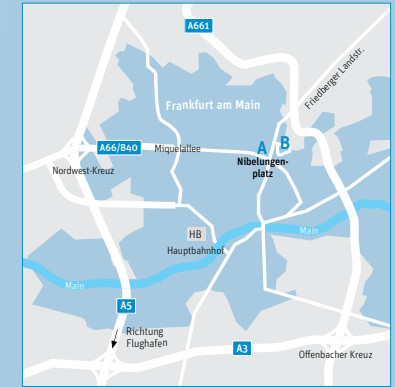 A661
Friedberger Landstr.
Frankfurt am Main
A66/B40
Miquelallee
A
B
Nibelungen-
platz
Nordwest-Kreuz
HB
Hauptbahnhof
Main
Main
A5
Richtung
Flughafen
A3
Offenbacher Kreuz